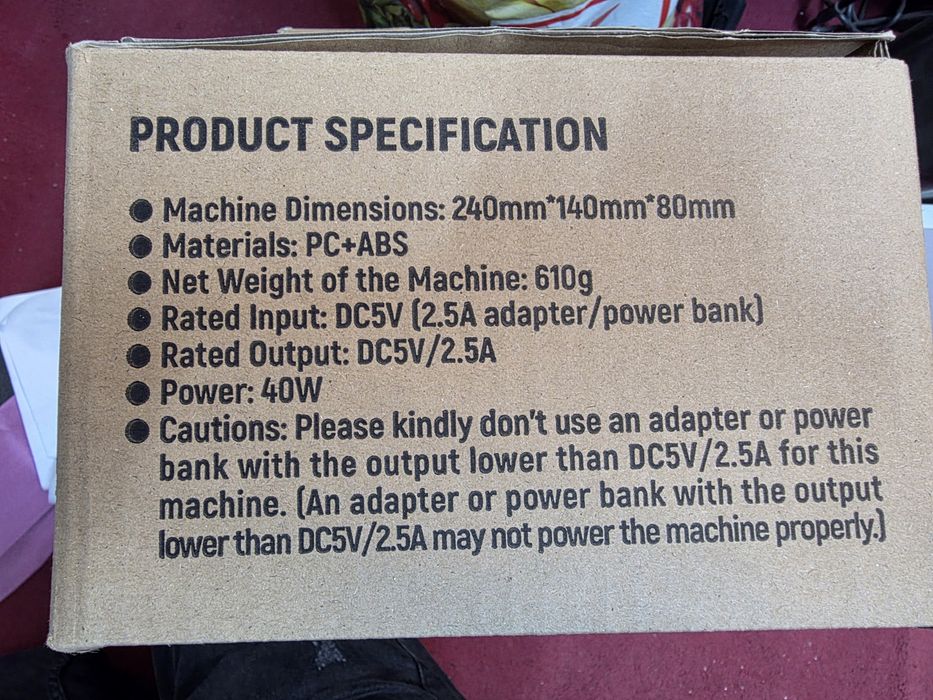 PRODUCT SPECIFICATION
● Machine Dimensions: 240mm*140mm*80mm
● Materials: PC+ABS
● Net Weight of the Machine: 610g
● Rated Input: DC5V (2.5A adapter/power bank)
● Rated Output: DC5V/2.5A
● Power: 40W
● Cautions: Please kindly don't use an adapter or power
bank with the output lower than DC5V/2.5A for this
machine. (An adapter or power bank with the output
lower than DC5V/2.5A may not power the machine properly.)